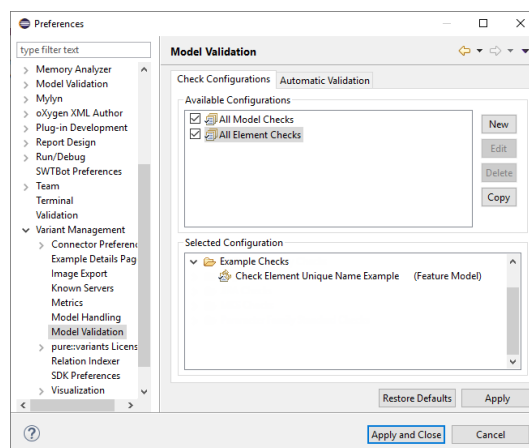 Preferences
type filter text
Memory Analyzer
Model Validation
Mylyn
oXygen XML Author
Plug-in Development
Report Design
Run/Debug
SWTBot Preferences
Team
Terminal
Validation
Variant Management
Connector Preferenc
Example Details Pag
Image Export
Known Servers
Metrics
Model Handling
Model Validation
pure::variants Licens
Relation Indexer
SDK Preferences
Visualization
Model Validation
Check Configurations
Automatic Validation
Available Configurations
All Model Checks
All Element Checks
New
Edit
Delete
Copy
Selected Configuration
Example Checks
Check Element Unique Name Example (Feature Model)
Restore Defaults
Apply
Apply and Close
Cancel